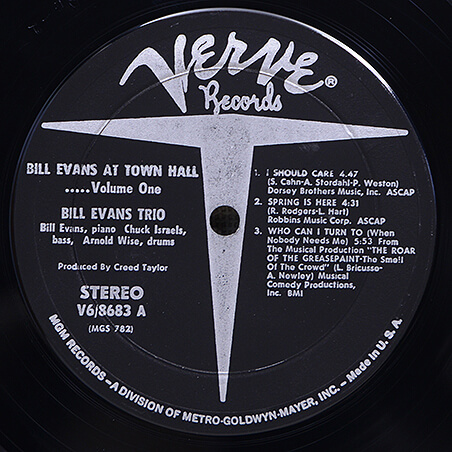 Verve®
Records
BILL EVANS AT TOWN HALL
.....Volume One
BILL EVANS TRIO
Bill Evans, piano Chuck Israels,
bass, Arnold Wise, drums
Produced by Creed Taylor
STEREO
V6/8683 A
(MGS 782)
1. I SHOULD CARE 4.47
(S. Cahn-A. Stordahl-P. Weston)
Dorsey Brothers Music, Inc. ASCAP
2. SPRING IS HERE 4:31
(R. Rodgers-L. Hart)
Robbins Music Corp. ASCAP
3. WHO CAN I TURN TO (When
Nobody Needs Me) 5:53 From
The Musical Production "THE ROAR
OF THE GREASEPAINT-The Smell
Of The Crowd" (L. Bricusse-
A. Newley) Musical
Comedy Productions,
Inc. BMI
MGM RECORDS—A DIVISION OF METRO-GOLDWYN-MAYER, INC.—Made in U.S.A.